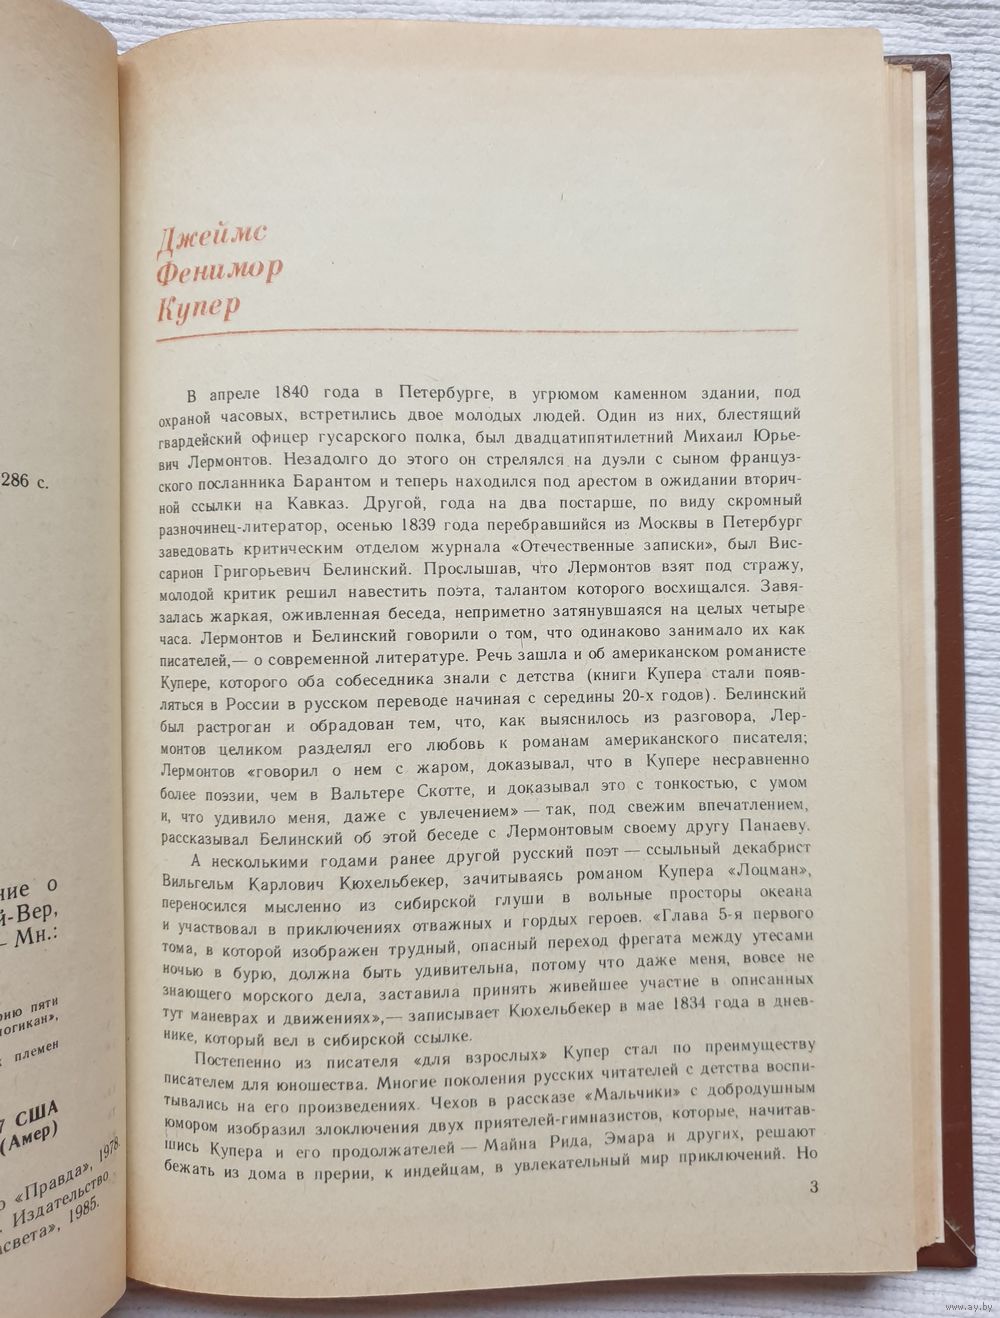 286 с.
ние о
й-Вер,
— Мн.:
рию пяти
огикан»,
племен
7 США
(Амер)
о «Правда», 1978.
Издательство
асвета», 1985.
Джеймс
Фенимор
Купер
В апреле 1840 года в Петербурге, в угрюмом каменном здании, под
охраной часовых, встретились двое молодых людей. Один из них, блестящий
гвардейский офицер гусарского полка, был двадцатипятилетний Михаил Юрье-
вич Лермонтов. Незадолго до этого он стрелялся на дуэли с сыном француз-
ского посланника Барантом и теперь находился под арестом в ожидании вторич-
ной ссылки на Кавказ. Другой, года на два постарше, по виду скромный
разночинец-литератор, осенью 1839 года перебравшийся из Москвы в Петербург
заведовать критическим отделом журнала «Отечественные записки», был Вис-
сарион Григорьевич Белинский. Прослышав, что Лермонтов взят под стражу,
молодой критик решил навестить поэта, талантом которого восхищался. Завя-
залась жаркая, оживленная беседа, неприметно затянувшаяся на целых четыре
часа. Лермонтов и Белинский говорили о том, что одинаково занимало их как
писателей,— о современной литературе. Речь зашла и об американском романисте
Купере, которого оба собеседника знали с детства (книги Купера стали появ-
ляться в России в русском переводе начиная с середины 20-х годов). Белинский
был растроган и обрадован тем, что, как выяснилось из разговора, Лер-
монтов целиком разделял его любовь к романам американского писателя;
Лермонтов «говорил о нем с жаром, доказывал, что в Купере несравненно
более поэзии, чем в Вальтере Скотте, и доказывал это с тонкостью, с умом
и, что удивило меня, даже с увлечением» — так, под свежим впечатлением,
рассказывал Белинский об этой беседе с Лермонтовым своему другу Панаеву.
А несколькими годами ранее другой русский поэт — ссыльный декабрист
Вильгельм Карлович Кюхельбекер, зачитываясь романом Купера «Лоцман»,
переносился мысленно из сибирской глуши в вольные просторы океана
и участвовал в приключениях отважных и гордых героев. «Глава 5-я первого
тома, в которой изображен трудный, опасный переход фрегата между утесами
ночью в бурю, должна быть удивительна, потому что даже меня, вовсе не
знающего морского дела, заставила принять живейшее участие в описанных
тут маневрах и движениях»,— записывает Кюхельбекер в мае 1834 года в днев-
нике, который вел в сибирской ссылке.
Постепенно из писателя «для взрослых» Купер стал по преимуществу
писателем для юношества. Многие поколения русских читателей с детства воспи-
тывались на его произведениях. Чехов в рассказе «Мальчики» с добродушным
юмором изобразил злоключения двух приятелей-гимназистов, которые, начитав-
шись Купера и его продолжателей — Майна Рида, Эмара и других, решают
бежать из дома в прерии, к индейцам, в увлекательный мир приключений. Но
3
www.ay.by